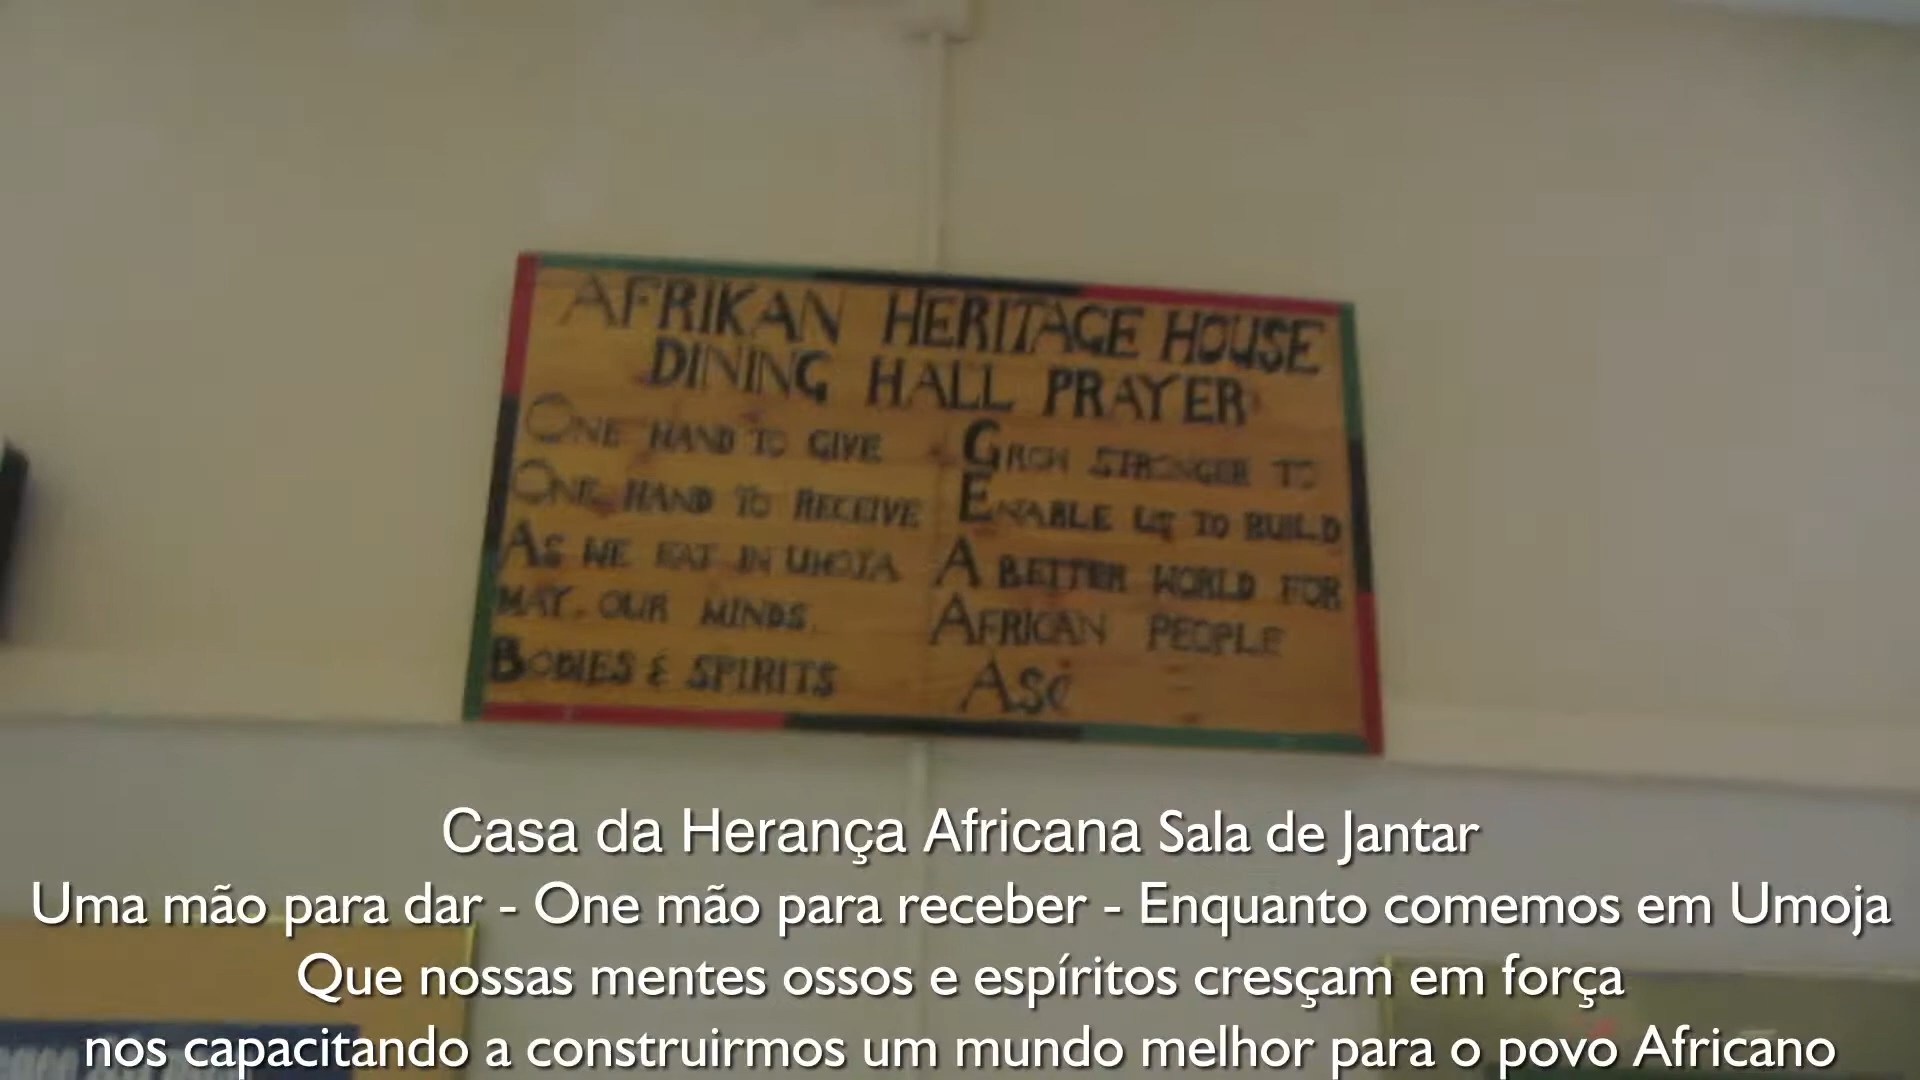 AFRIKAN HERITAGE HOUSE
DINING HALL PRAYER
ONE HAND TO GIVE
ONE HAND TO RECEIVE
AS WE EAT IN UMOJA
MAY OUR MINDS,
BODIES & SPIRITS
GROW STRONGER TO
ENABLE US TO BUILD
A BETTER WORLD FOR
AFRICAN PEOPLE
Asé
Casa da Herança Africana Sala de Jantar
Uma mão para dar - One mão para receber - Enquanto comemos em Umoja
Que nossas mentes ossos e espíritos cresçam em força
nos capacitando a construirmos um mundo melhor para o povo Africano